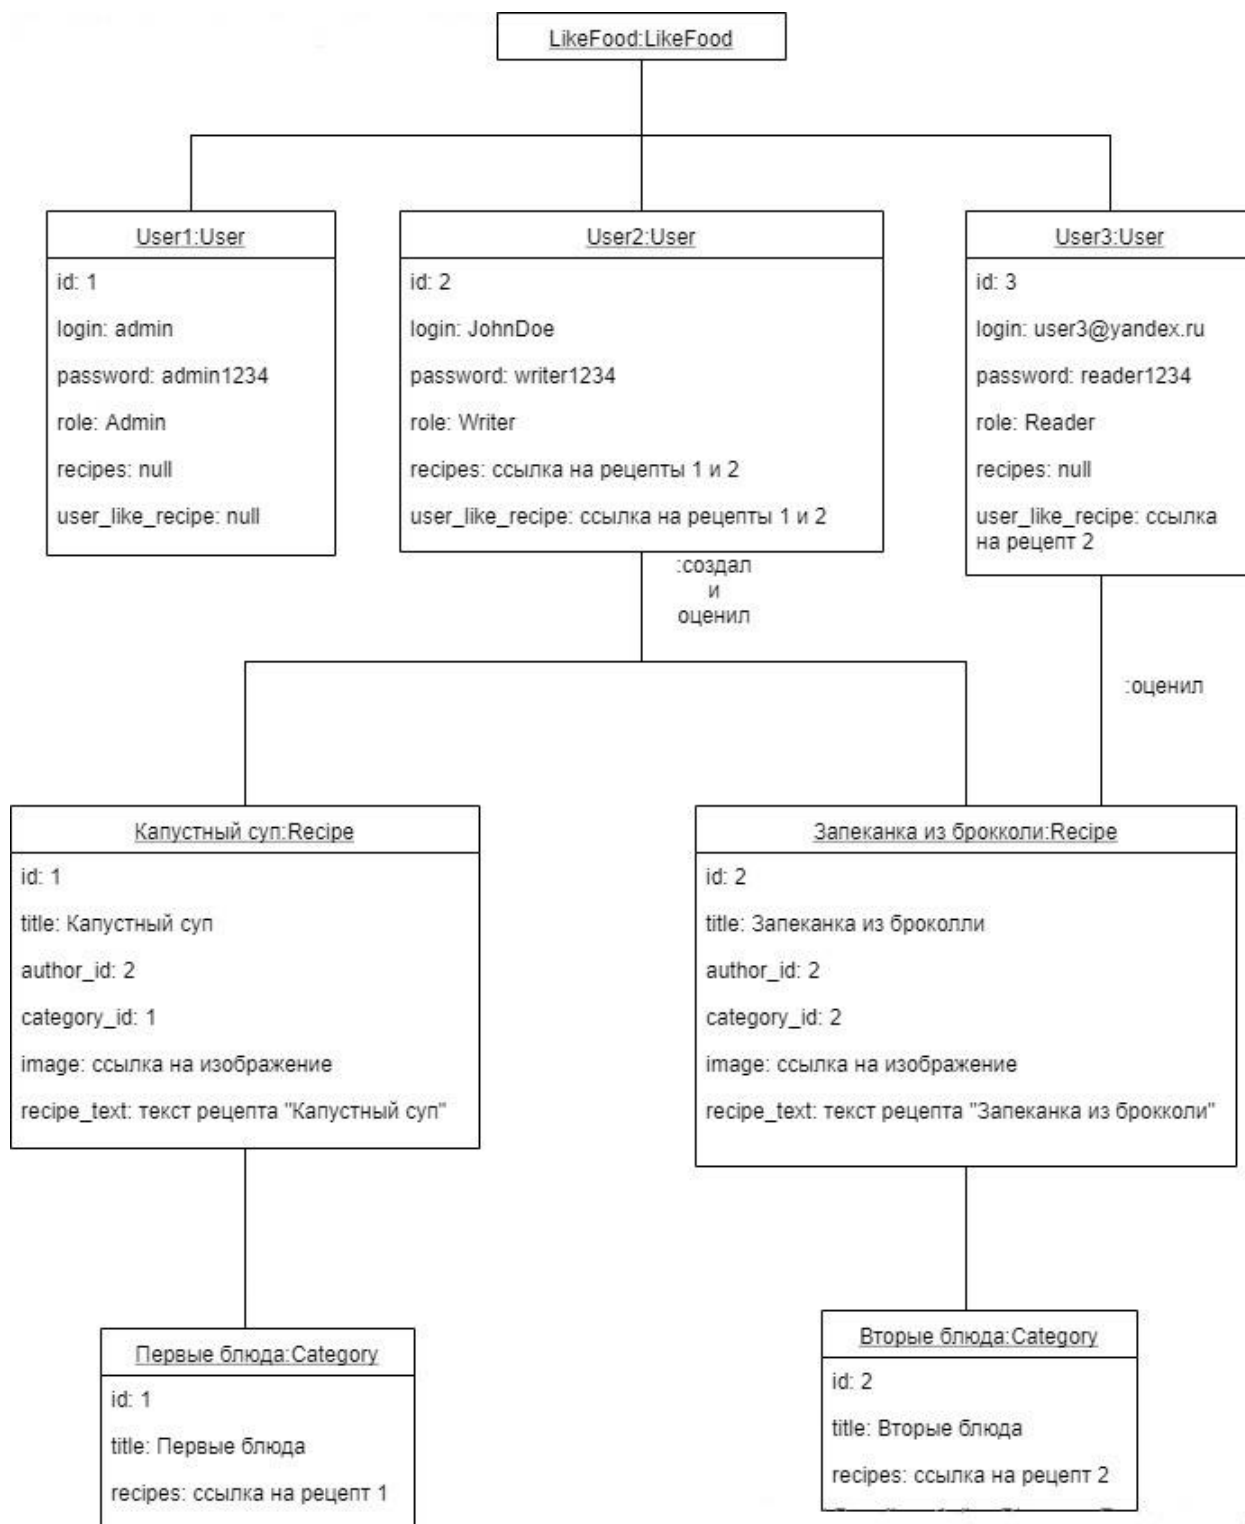 LikeFood:LikeFood
User1:User
id: 1
login: admin
password: admin1234
role: Admin
recipes: null
user_like_recipe: null
User2:User
id: 2
login: JohnDoe
password: writer1234
role: Writer
recipes: ссылка на рецепты 1 и 2
user_like_recipe: ссылка на рецепты 1 и 2
User3:User
id: 3
login: user3@yandex.ru
password: reader1234
role: Reader
recipes: null
user_like_recipe: ссылка
на рецепт 2
:создал
и
оценил
:оценил
Капустный суп:Recipe
id: 1
title: Капустный суп
author_id: 2
category_id: 1
image: ссылка на изображение
recipe_text: текст рецепта "Капустный суп"
Запеканка из брокколи:Recipe
id: 2
title: Запеканка из броколли
author_id: 2
category_id: 2
image: ссылка на изображение
recipe_text: текст рецепта "Запеканка из брокколи"
Первые блюда:Category
id: 1
title: Первые блюда
recipes: ссылка на рецепт 1
Вторые блюда:Category
id: 2
title: Вторые блюда
recipes: ссылка на рецепт 2